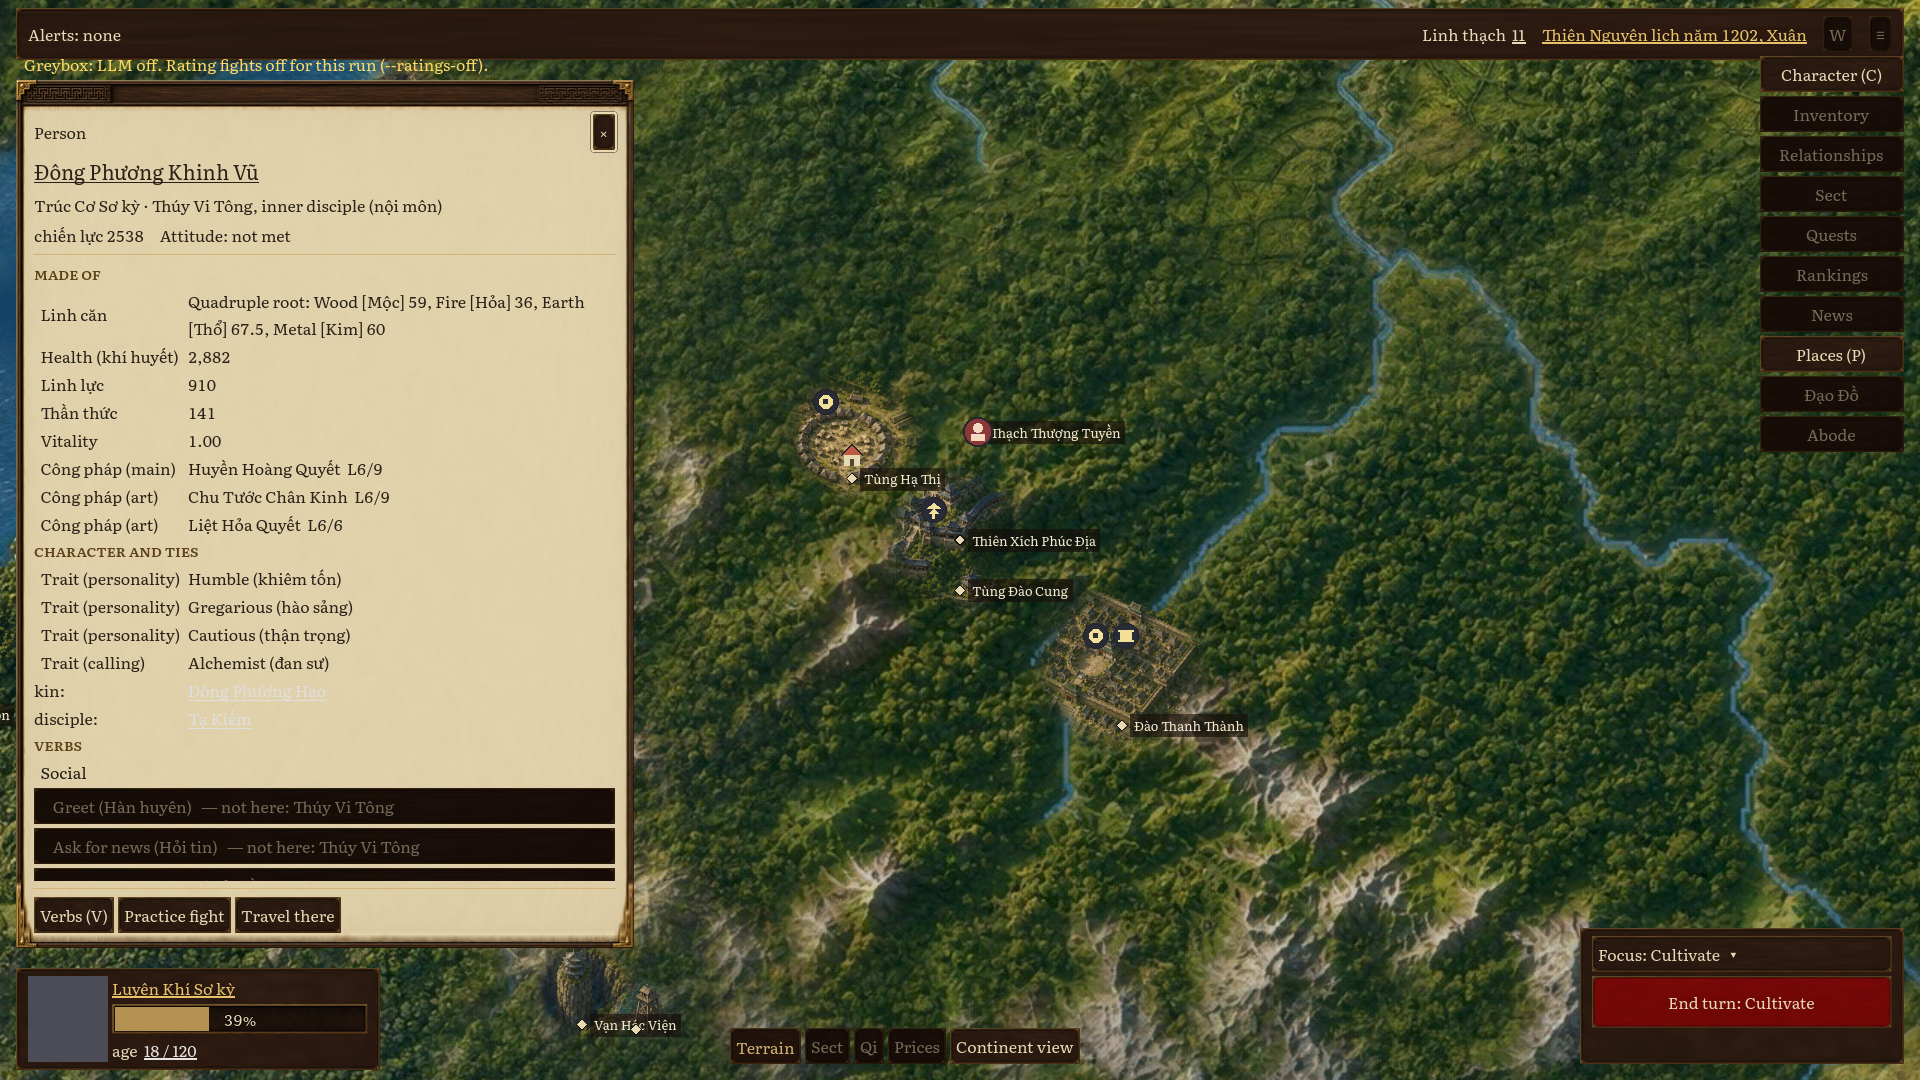 Alerts: none
Linh thạch 11 Thiên Nguyên lịch năm 1202, Xuân W ≡
Greybox: LLM off. Rating fights off for this run (--ratings-off).
Person ×
Đông Phương Khinh Vũ
Trúc Cơ Sơ kỳ · Thúy Vi Tông, inner disciple (nội môn)
chiến lực 2538 Attitude: not met
MADE OF
Linh căn Quadruple root: Wood [Mộc] 59, Fire [Hỏa] 36, Earth
[Thổ] 67.5, Metal [Kim] 60
Health (khí huyết) 2,882
Linh lực 910
Thần thức 141
Vitality 1.00
Công pháp (main) Huyền Hoàng Quyết L6/9
Công pháp (art) Chu Tước Chân Kinh L6/9
Công pháp (art) Liệt Hỏa Quyết L6/6
CHARACTER AND TIES
Trait (personality) Humble (khiêm tốn)
Trait (personality) Gregarious (hào sảng)
Trait (personality) Cautious (thận trọng)
Trait (calling) Alchemist (đan sư)
kin: Đông Phương Hạo
disciple: Tạ Kiếm
VERBS
Social
Greet (Hàn huyên) — not here: Thúy Vi Tông
Ask for news (Hỏi tin) — not here: Thúy Vi Tông
Verbs (V) Practice fight Travel there
Luyện Khí Sơ kỳ
39%
age 18 / 120
Thạch Thượng Tuyền
Tùng Hạ Thị
Thiên Xích Phúc Địa
Tùng Đào Cung
Đào Thanh Thành
Vạn Viện
Terrain Sect Qi Prices Continent view
Character (C)
Inventory
Relationships
Sect
Quests
Rankings
News
Places (P)
Đạo Đồ
Abode
Focus: Cultivate ▾
End turn: Cultivate